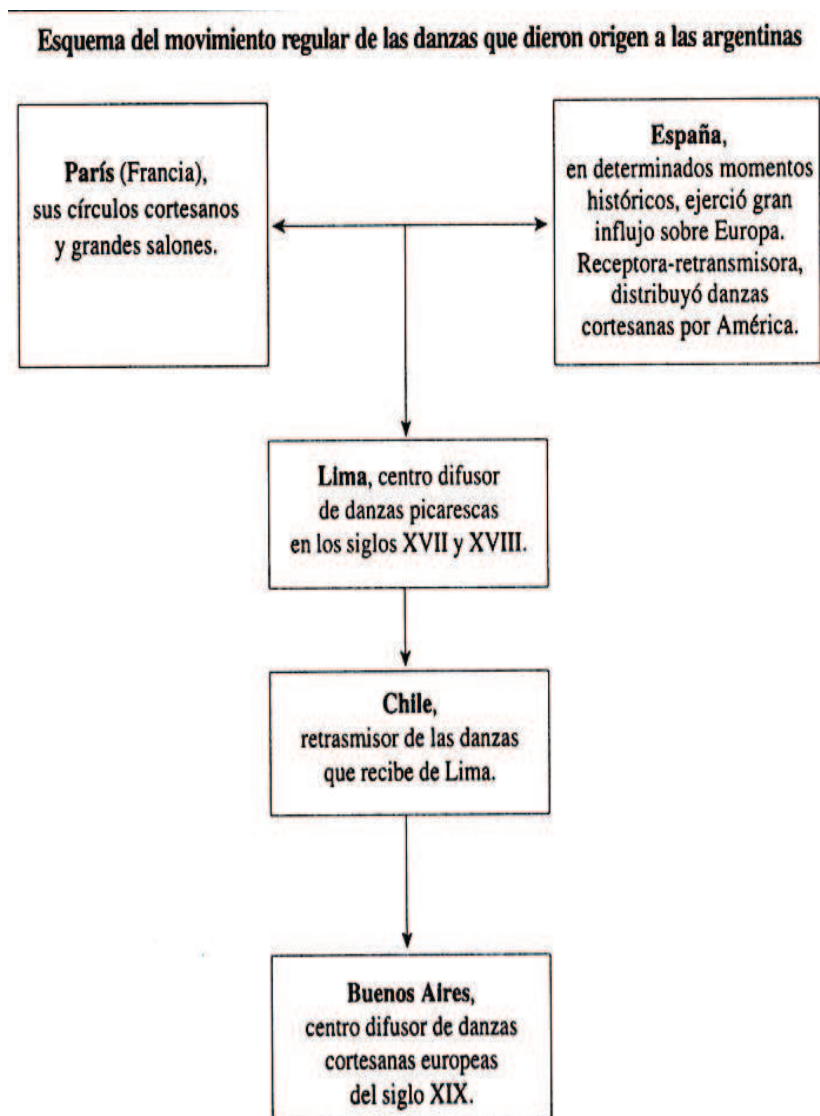 Esquema del movimiento regular de las danzas que dieron origen a las argentinas
París (Francia),
sus círculos cortesanos
y grandes salones.
España,
en determinados momentos
históricos, ejerció gran
influjo sobre Europa.
Receptora-retransmisora,
distribuyó danzas
cortesanas por América.
Lima, centro difusor
de danzas picarescas
en los siglos XVII y XVIII.
Chile,
retrasmisor de las danzas
que recibe de Lima.
Buenos Aires,
centro difusor de danzas
cortesanas europeas
del siglo XIX.